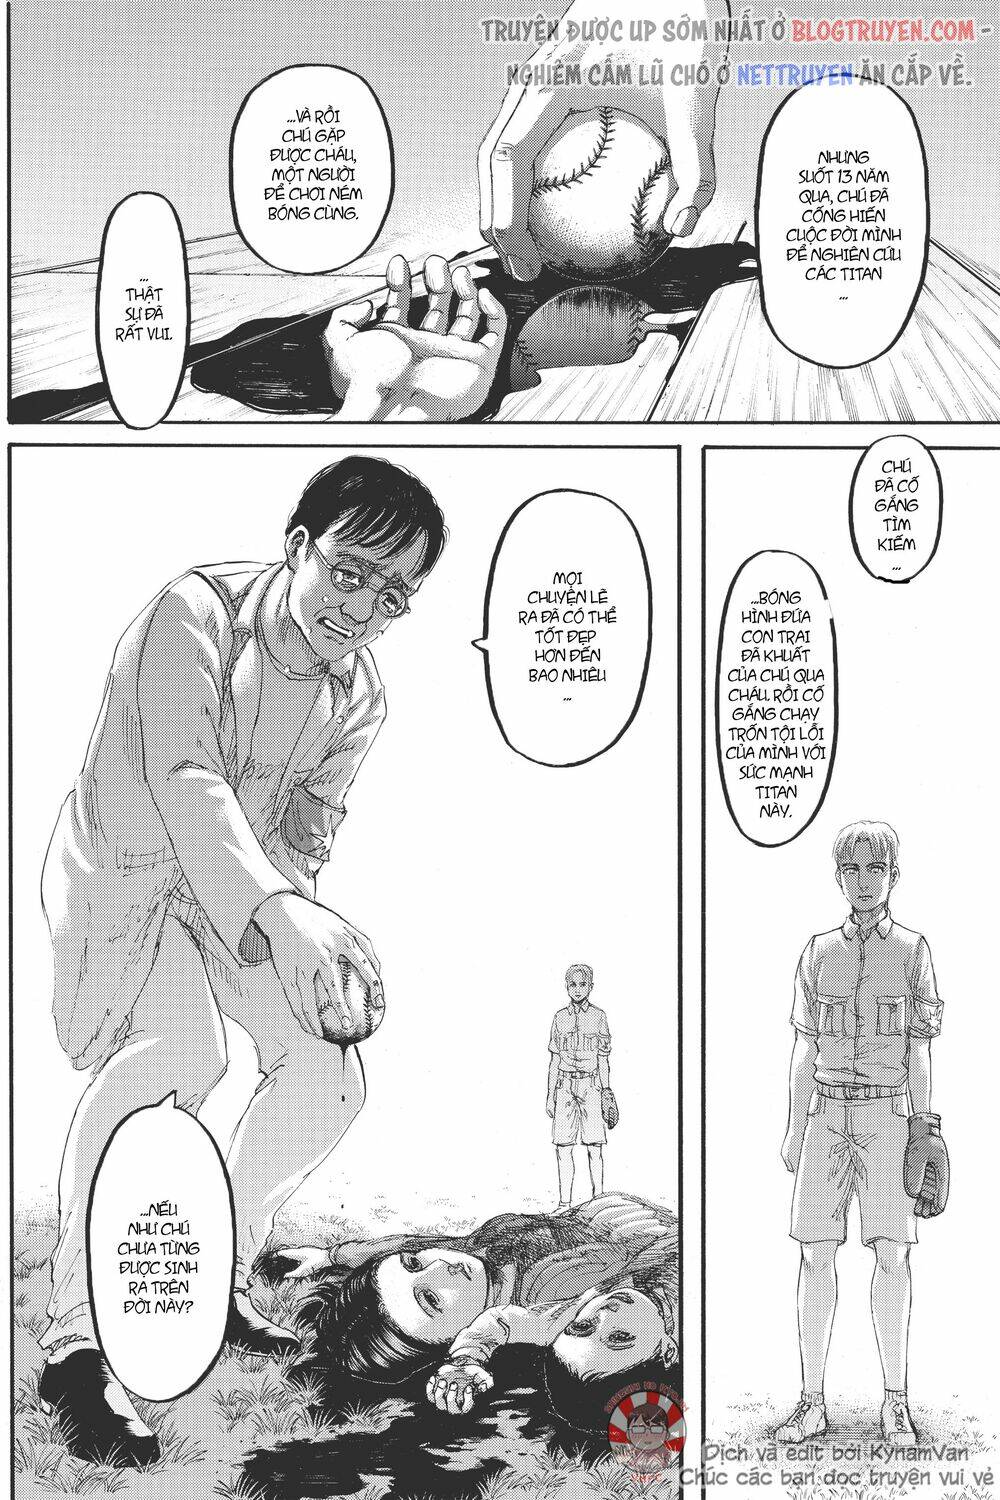 TRUYỆN ĐƯỢC UP SỚM NHẤT Ở BLOGTRUYEN.COM -
NGHIÊM CẤM LŨ CHÓ Ở NETTRUYEN ĂN CẮP VỀ.
NHƯNG
SUỐT 13 NĂM
QUA, CHÚ ĐÃ
CỐNG HIẾN
CUỘC ĐỜI MÌNH
ĐỂ NGHIÊN CỨU
CÁC TITAN
...
...VÀ RỒI
CHÚ GẶP
ĐƯỢC CHÁU,
MỘT NGƯỜI
ĐỂ CHƠI NÉM
BÓNG CÙNG.
...
THẬT
SỰ ĐÃ
RẤT VUI.
CHÚ
ĐÃ CỐ
GẮNG
TÌM
KIẾM
...
...BÓNG
HÌNH ĐỨA
CON TRAI
ĐÃ KHUẤT
CỦA CHÚ QUA
CHÁU. RỒI CỐ
GẮNG CHẠY
TRỐN TỘI LỖI
CỦA MÌNH VỚI
SỨC MẠNH
TITAN
NÀY.
MỌI
CHUYỆN LẼ
RA ĐÃ CÓ THỂ
TỐT ĐẸP
HƠN ĐẾN
BAO NHIÊU
...
...NẾU
NHƯ CHÚ
CHƯA TỪNG
ĐƯỢC SINH
RA TRÊN
ĐỜI NÀY?
Dịch và edit bởi KynamVan
Chúc các bạn đọc truyện vui vẻ